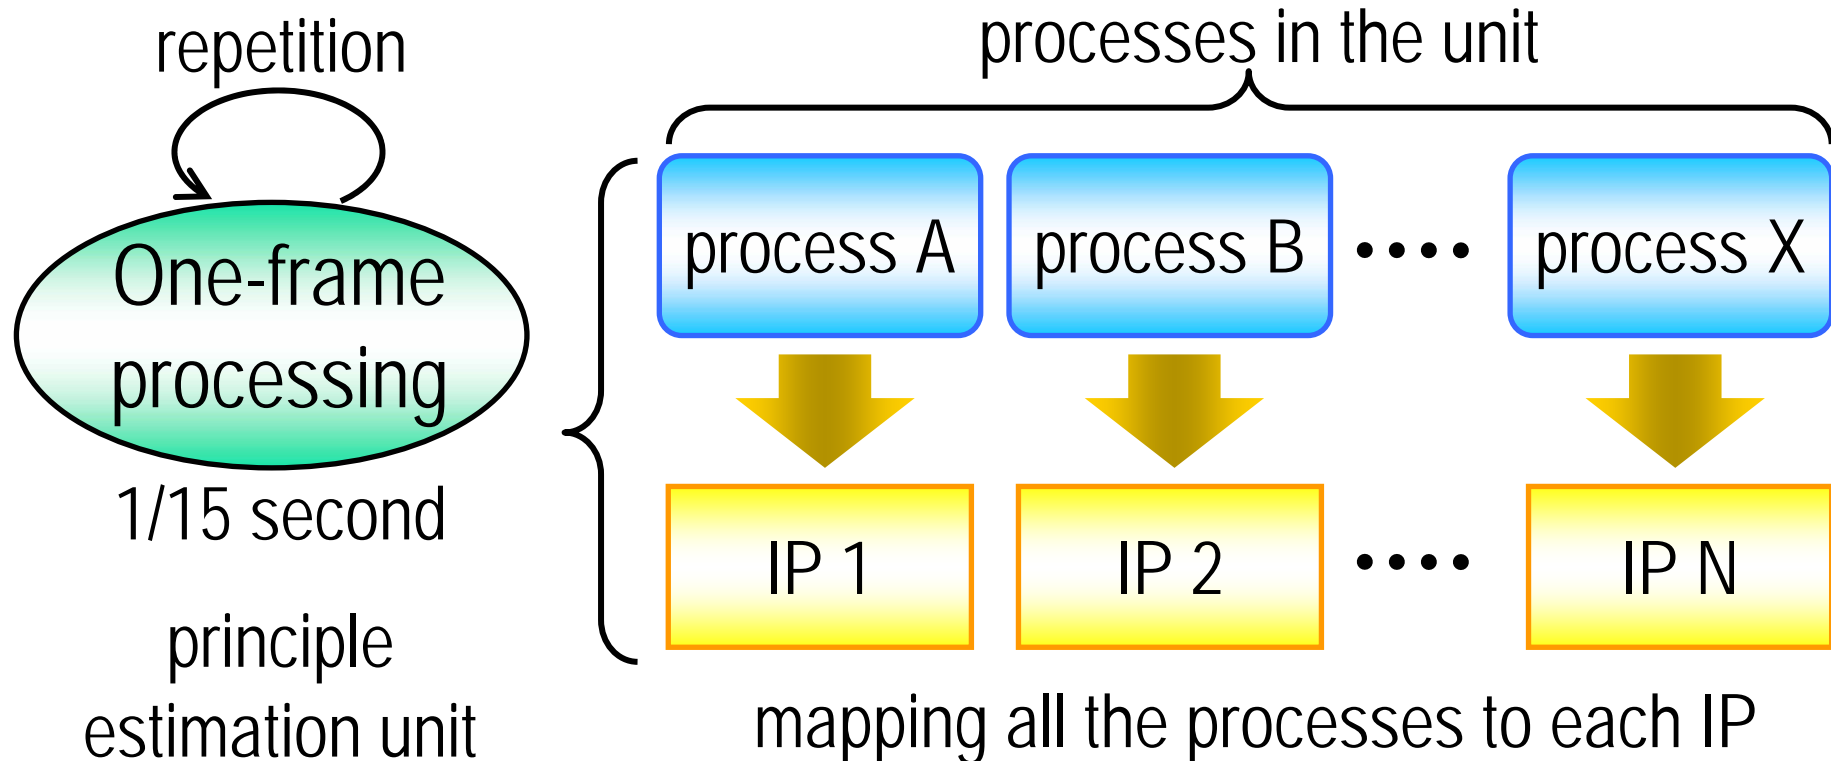 repetition
One-frame
processing
1/15 second
principle
estimation unit
processes in the unit
process A
process B
••••
process X
IP 1
IP 2
••••
IP N
mapping all the processes to each IP